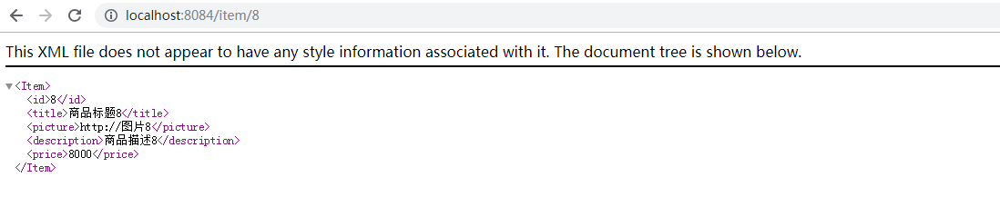 localhost:8084/item/8
This XML file does not appear to have any style information associated with it. The document tree is shown below.
▼<Item>
<id>8</id>
<title>商品标题8</title>
<picture>http://图片8</picture>
<description>商品描述8</description>
<price>8000</price>
</Item>